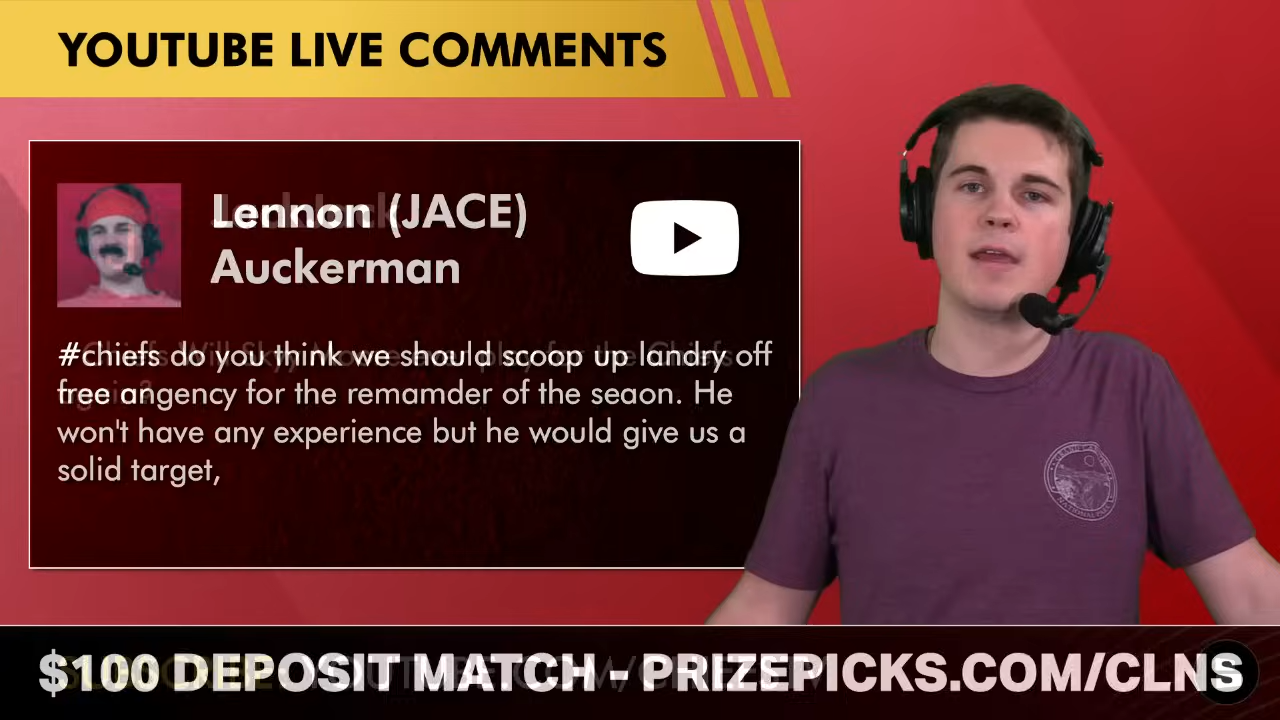 YOUTUBE LIVE COMMENTS
Lennon (JACE)
Auckerman
#chiefs do you think we should scoop up landry off
free angency for the remamder of the seaon. He
won't have any experience but he would give us a
solid target,
$100 DEPOSIT MATCH - PRIZEPICKS.COM/CLNS